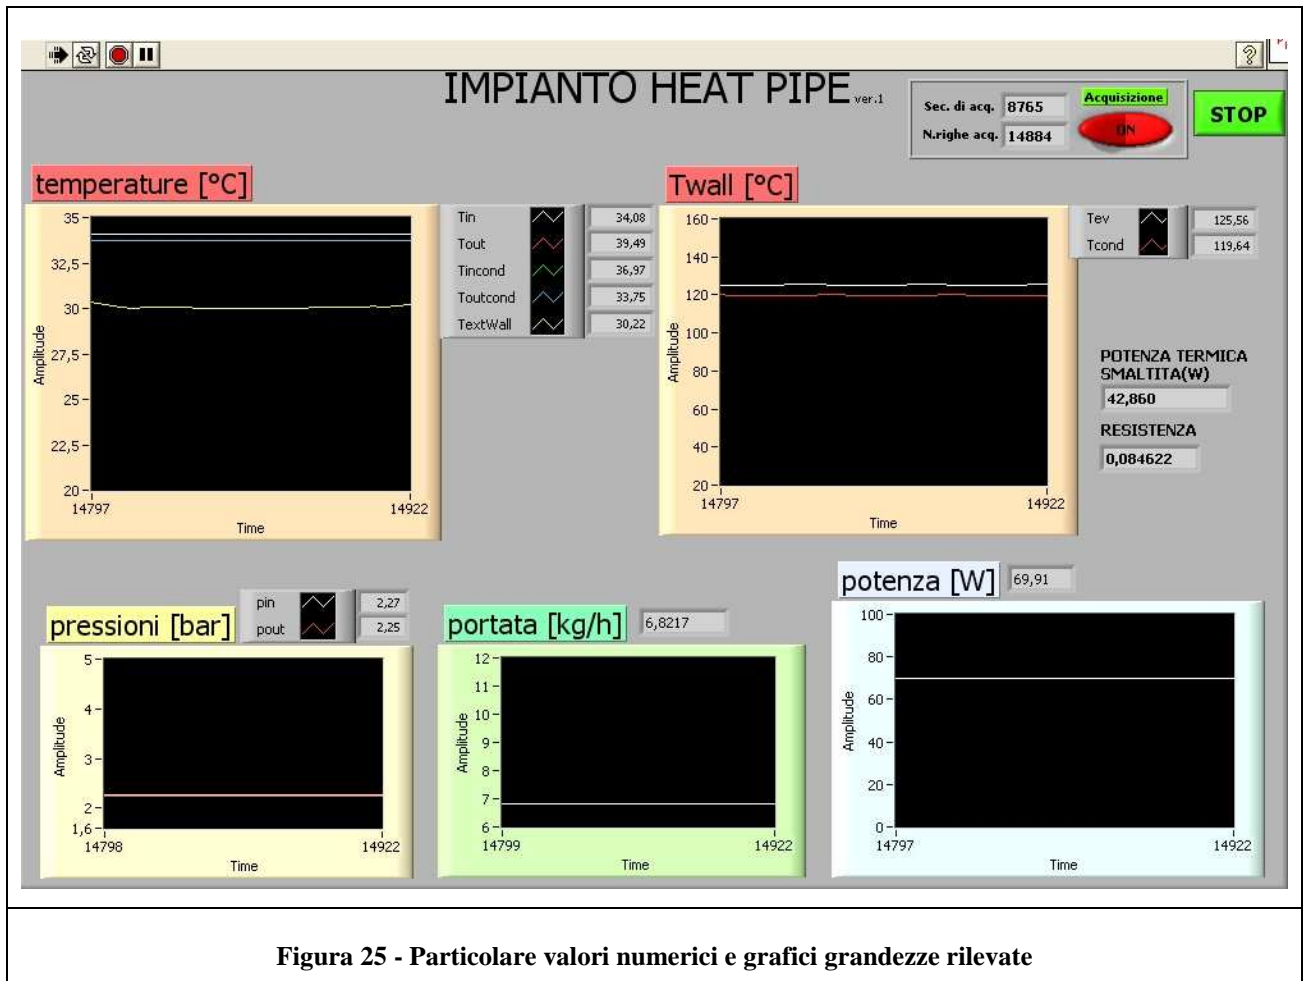 IMPIANTO HEAT PIPE ver.1
Sec. di acq. 8765
N.righe acq. 14884
Acquisizione
ON
STOP
temperature [°C]
35
32,5
30
27,5
25
22,5
20
Amplitude
14797
14922
Time
Tin 34,08
Tout 39,49
Tincond 36,97
Toutcond 33,75
TextWall 30,22
Twall [°C]
160
140
120
100
80
60
40
20
Amplitude
14797
14922
Time
Tev 125,56
Tcond 119,64
POTENZA TERMICA
SMALTITA(W)
42,860
RESISTENZA
0,084622
pressioni [bar]
pin 2,27
pout 2,25
5
4
3
2
1,6
Amplitude
14798
14922
Time
portata [kg/h] 6,8217
12
11
10
9
8
7
6
Amplitude
14799
14922
Time
potenza [W] 69,91
100
80
60
40
20
0
Amplitude
14797
14922
Time
Figura 25 - Particolare valori numerici e grafici grandezze rilevate